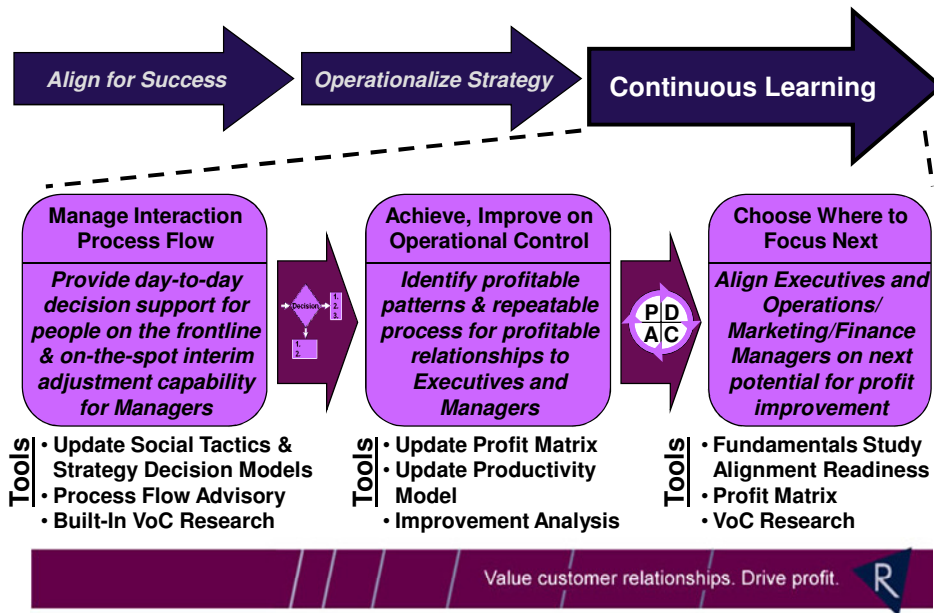 Align for Success
Operationalize Strategy
Continuous Learning
Manage Interaction
Process Flow
Provide day-to-day
decision support for
people on the frontline
& on-the-spot interim
adjustment capability
for Managers
Decision
1.
2.
3.
1.
2.
Achieve, Improve on
Operational Control
Identify profitable
patterns & repeatable
process for profitable
relationships to
Executives and
Managers
P D
A C
Choose Where to
Focus Next
Align Executives and
Operations/
Marketing/Finance
Managers on next
potential for profit
improvement
Tools
• Update Social Tactics &
Strategy Decision Models
• Process Flow Advisory
• Built-In VoC Research
Tools
• Update Profit Matrix
• Update Productivity
Model
• Improvement Analysis
Tools
• Fundamentals Study
Alignment Readiness
• Profit Matrix
• VoC Research
Value customer relationships. Drive profit.
R